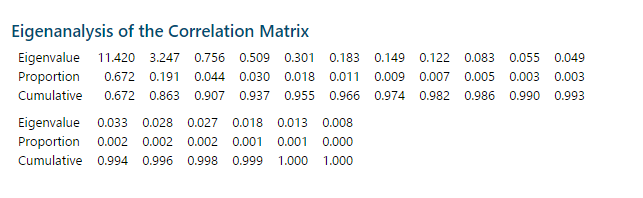 Eigenanalysis of the Correlation Matrix
Eigenvalue 11.420 3.247 0.756 0.509 0.301 0.183 0.149 0.122 0.083 0.055 0.049
Proportion 0.672 0.191 0.044 0.030 0.018 0.011 0.009 0.007 0.005 0.003 0.003
Cumulative 0.672 0.863 0.907 0.937 0.955 0.966 0.974 0.982 0.986 0.990 0.993
Eigenvalue 0.033 0.028 0.027 0.018 0.013 0.008
Proportion 0.002 0.002 0.002 0.001 0.001 0.000
Cumulative 0.994 0.996 0.998 0.999 1.000 1.000